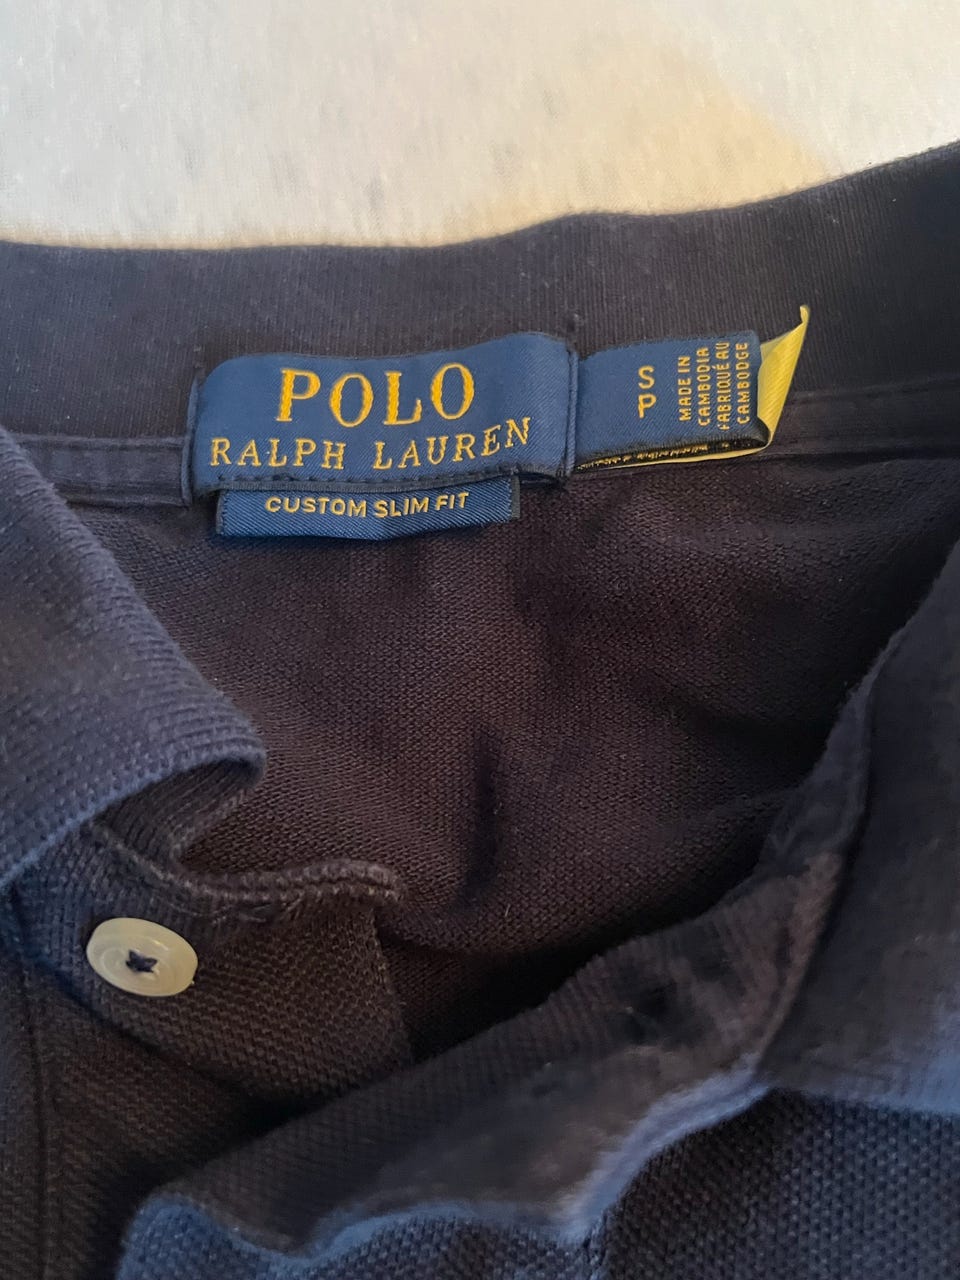 POLO
RALPH LAUREN
CUSTOM SLIM FIT
S
P
MADE IN
CAMBODIA
FABRIQUÉ AU
CAMBODGE